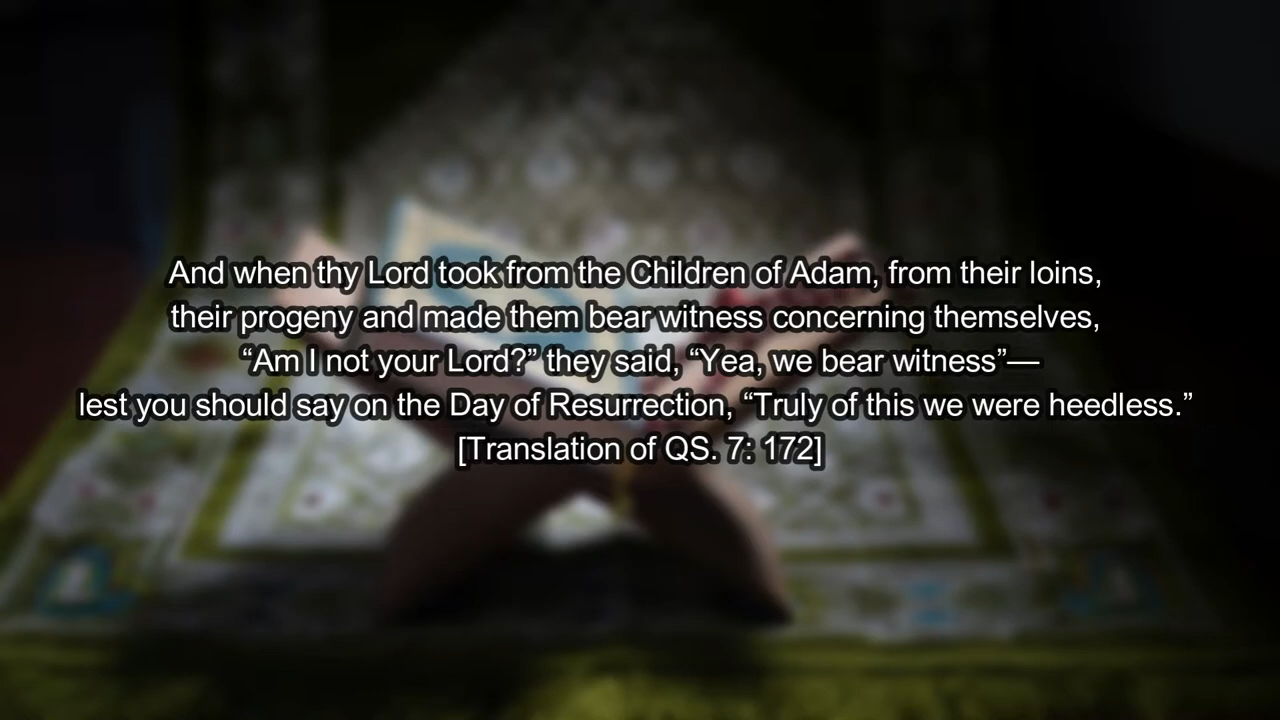 And when thy Lord took from the Children of Adam, from their loins,
their progeny and made them bear witness concerning themselves,
“Am I not your Lord?” they said, “Yea, we bear witness”—
lest you should say on the Day of Resurrection, “Truly of this we were heedless.”
[Translation of QS. 7: 172]